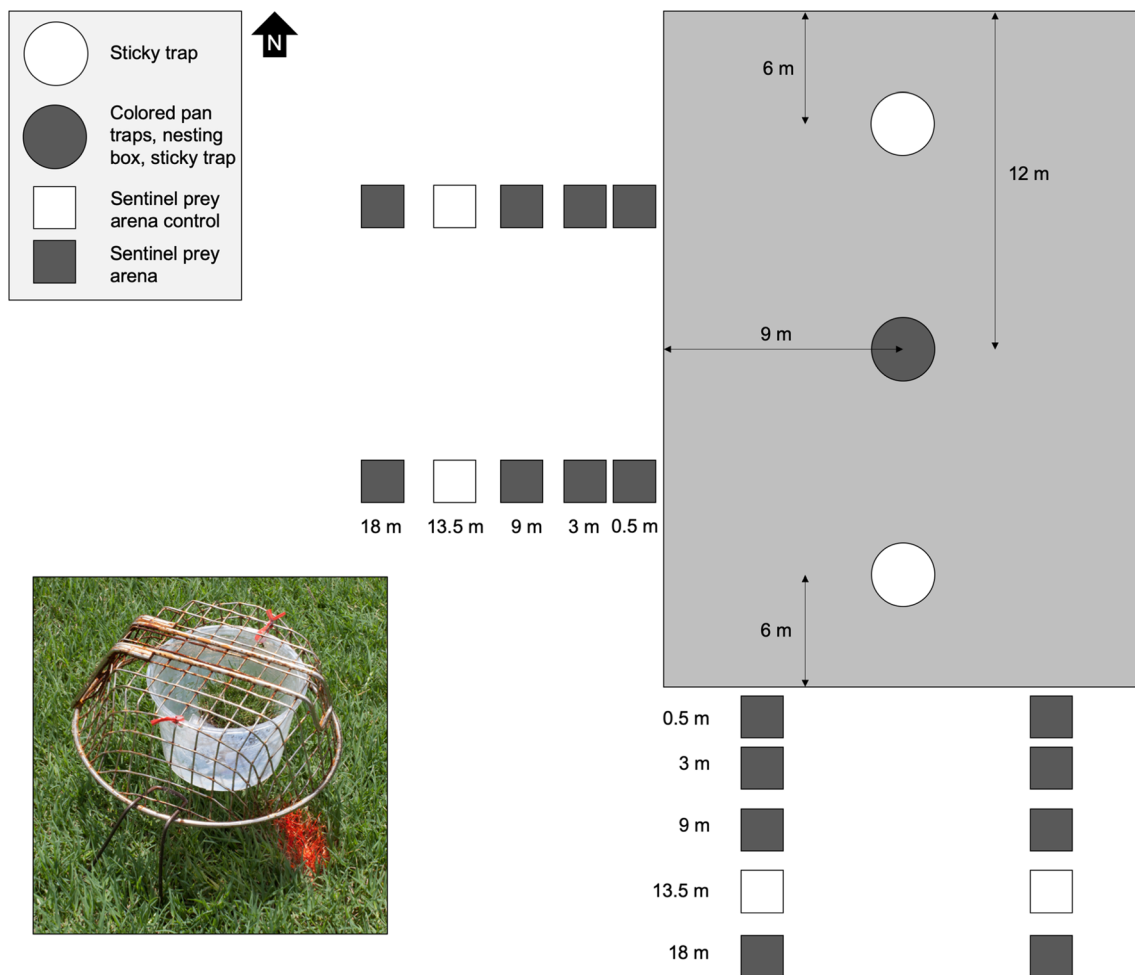 N
Sticky trap
Colored pan
traps, nesting
box, sticky trap
Sentinel prey
arena control
Sentinel prey
arena
6 m
12 m
9 m
18 m 13.5 m 9 m 3 m 0.5 m
6 m
0.5 m
3 m
9 m
13.5 m
18 m